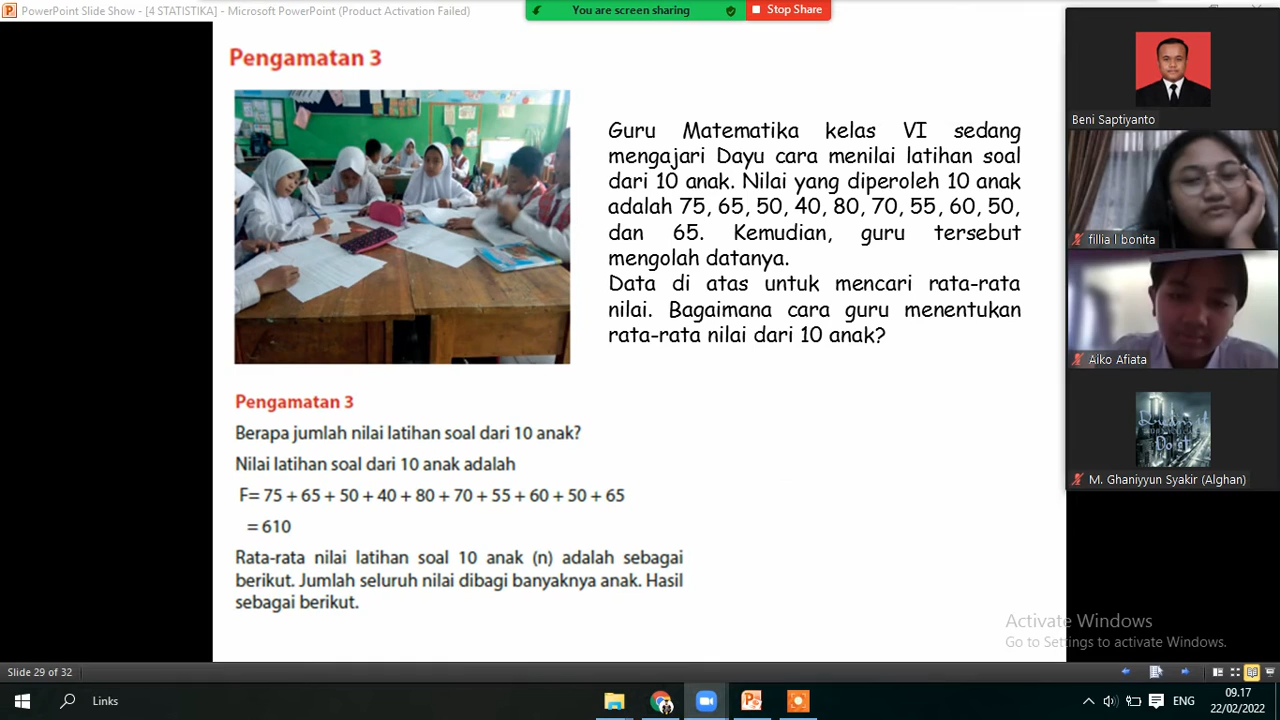 PowerPoint Slide Show - [4 STATISTIKA] - Microsoft PowerPoint (Product Activation Failed)
You are screen sharing
Stop Share
Pengamatan 3
Guru Matematika kelas VI sedang
mengajari Dayu cara menilai latihan soal
dari 10 anak. Nilai yang diperoleh 10 anak
adalah 75, 65, 50, 40, 80, 70, 55, 60, 50,
dan 65. Kemudian, guru tersebut
mengolah datanya.
Data di atas untuk mencari rata-rata
nilai. Bagaimana cara guru menentukan
rata-rata nilai dari 10 anak?
Pengamatan 3
Berapa jumlah nilai latihan soal dari 10 anak?
Nilai latihan soal dari 10 anak adalah
F= 75 + 65 + 50 + 40 + 80 + 70 + 55 + 60 + 50 + 65
= 610
Rata-rata nilai latihan soal 10 anak (n) adalah sebagai
berikut. Jumlah seluruh nilai dibagi banyaknya anak. Hasil
sebagai berikut.
Beni Saptiyanto
fillia l bonita
Aiko Afiata
M. Ghaniyyun Syakir (Alghan)
Activate Windows
Go to Settings to activate Windows.
Slide 29 of 32
Links
ENG
09.17
22/02/2022